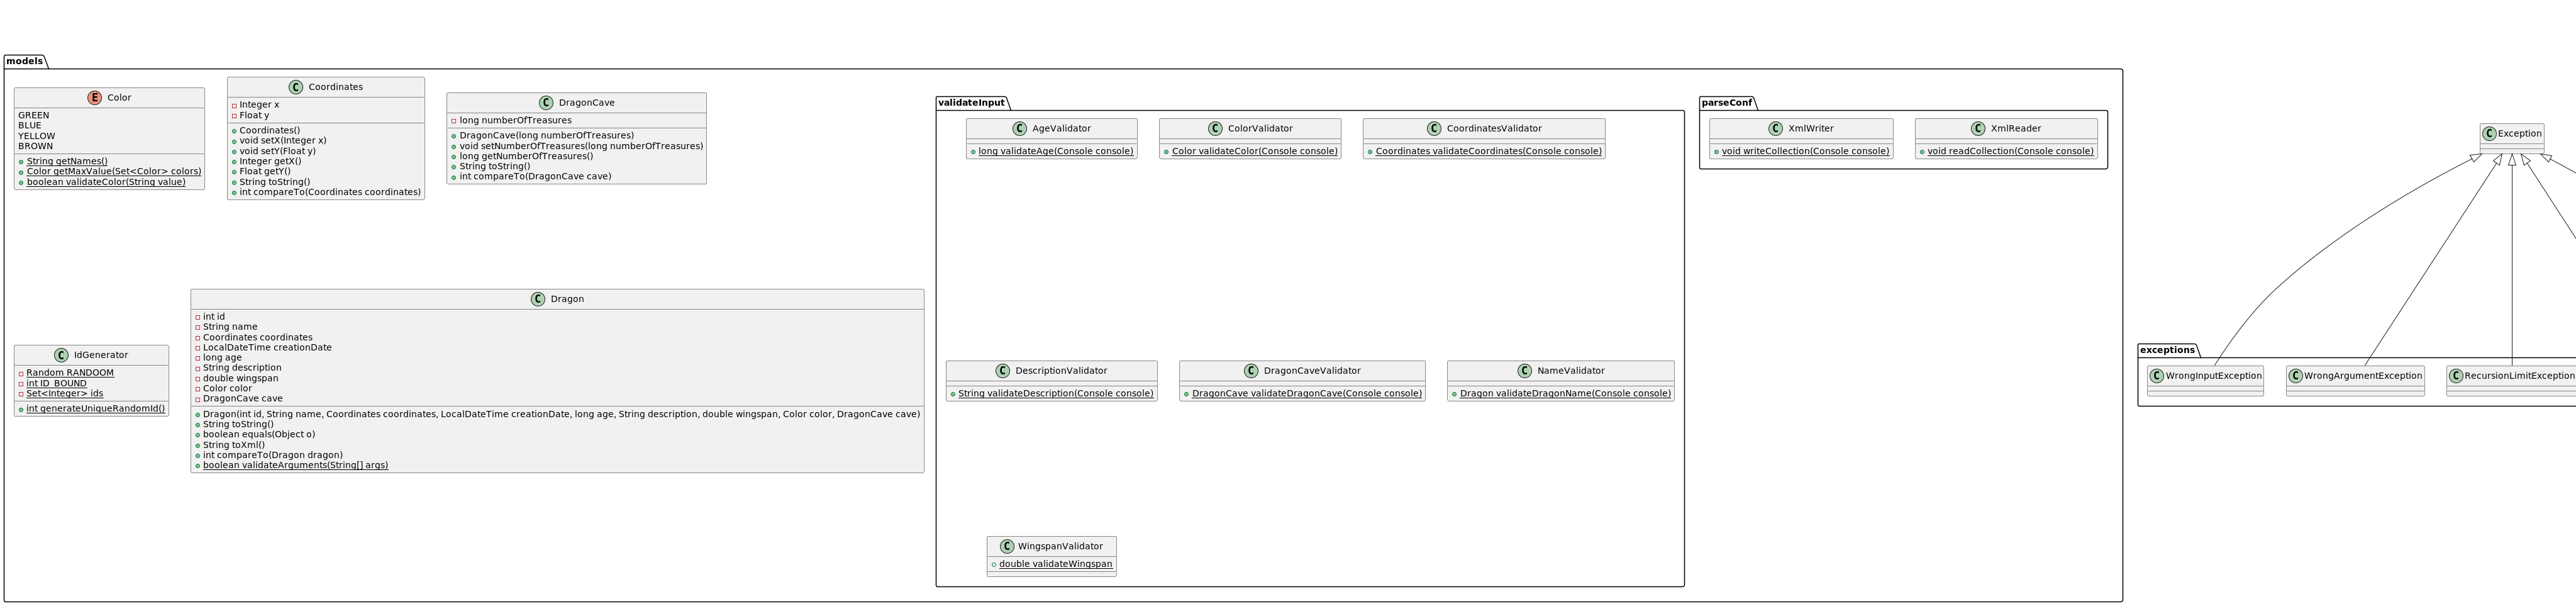 models
E Color
GREEN
BLUE
YELLOW
BROWN
String getNames()
Color getMaxValue(Set<Color> colors)
boolean validateColor(String value)
C Coordinates
Integer x
Float y
Coordinates()
void setX(Integer x)
void setY(Float y)
Integer getX()
Float getY()
String toString()
int compareTo(Coordinates coordinates)
C DragonCave
long numberOfTreasures
DragonCave(long numberOfTreasures)
void setNumberOfTreasures(long numberOfTreasures)
long getNumberOfTreasures()
String toString()
int compareTo(DragonCave cave)
C IdGenerator
Random RANDOOM
int ID_BOUND
Set<Integer> ids
int generateUniqueRandomId()
C Dragon
int id
String name
Coordinates coordinates
LocalDateTime creationDate
long age
String description
double wingspan
Color color
DragonCave cave
Dragon(int id, String name, Coordinates coordinates, LocalDateTime creationDate, long age, String description, double wingspan, Color color, DragonCave cave)
String toString()
boolean equals(Object o)
String toXml()
int compareTo(Dragon dragon)
boolean validateArguments(String[] args)
validateInput
C AgeValidator
long validateAge(Console console)
C ColorValidator
Color validateColor(Console console)
C CoordinatesValidator
Coordinates validateCoordinates(Console console)
C DescriptionValidator
String validateDescription(Console console)
C DragonCaveValidator
DragonCave validateDragonCave(Console console)
C NameValidator
Dragon validateDragonName(Console console)
C WingspanValidator
double validateWingspan
parseConf
C XmlWriter
void writeCollection(Console console)
C XmlReader
void readCollection(Console console)
C Exception
exceptions
C WrongInputException
C WrongArgumentException
C RecursionLimitException